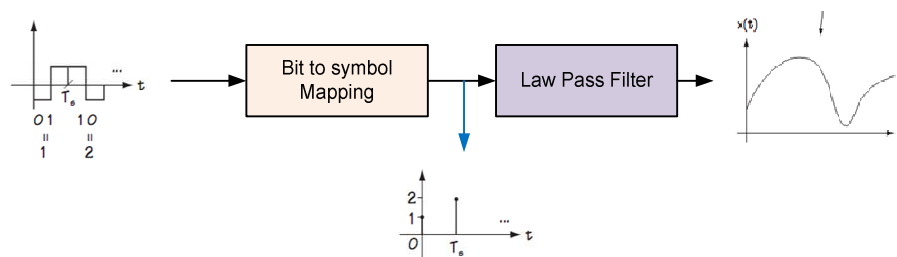 x(t)
... t
T s
0 1 1 0
= =
1 2
Bit to symbol
Mapping
Law Pass Filter
2
1 ...
0 T s t